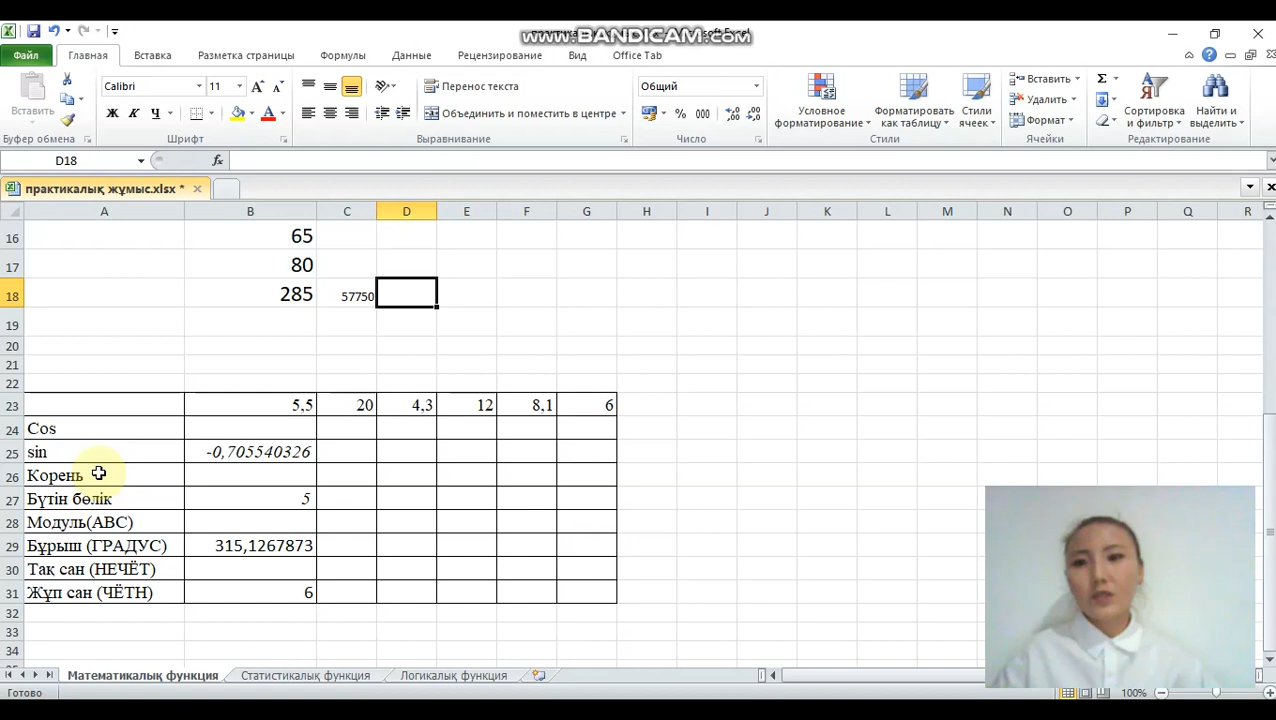 www.BANDICAM.com
Файл Главная Вставка Разметка страницы Формулы Данные Рецензирование Вид Office Tab
Вставить
Calibri 11
Ж К Ч
Перенос текста
Объединить и поместить в центре
Общий
% 000
Условное форматирование
Форматировать как таблицу
Стили ячеек
Вставить
Удалить
Формат
Сортировка и фильтр
Найти и выделить
Буфер обмена Шрифт Выравнивание Число Стили Ячейки Редактирование
D18 fx
практикалық жұмыс.xlsx *
A B C D E F G H I J K L M N O P Q R
16 65
17 80
18 285 57750
19
20
21
22
23 5,5 20 4,3 12 8,1 6
24 Cos
25 sin -0,705540326
26 Корень
27 Бүтін бөлік 5
28 Модуль(АВС)
29 Бұрыш (ГРАДУС) 315,1267873
30 Тақ сан (НЕЧЁТ)
31 Жұп сан (ЧЁТН) 6
32
33
34
Математикалық функция Статистикалық функция Логикалық функция
Готово 100%